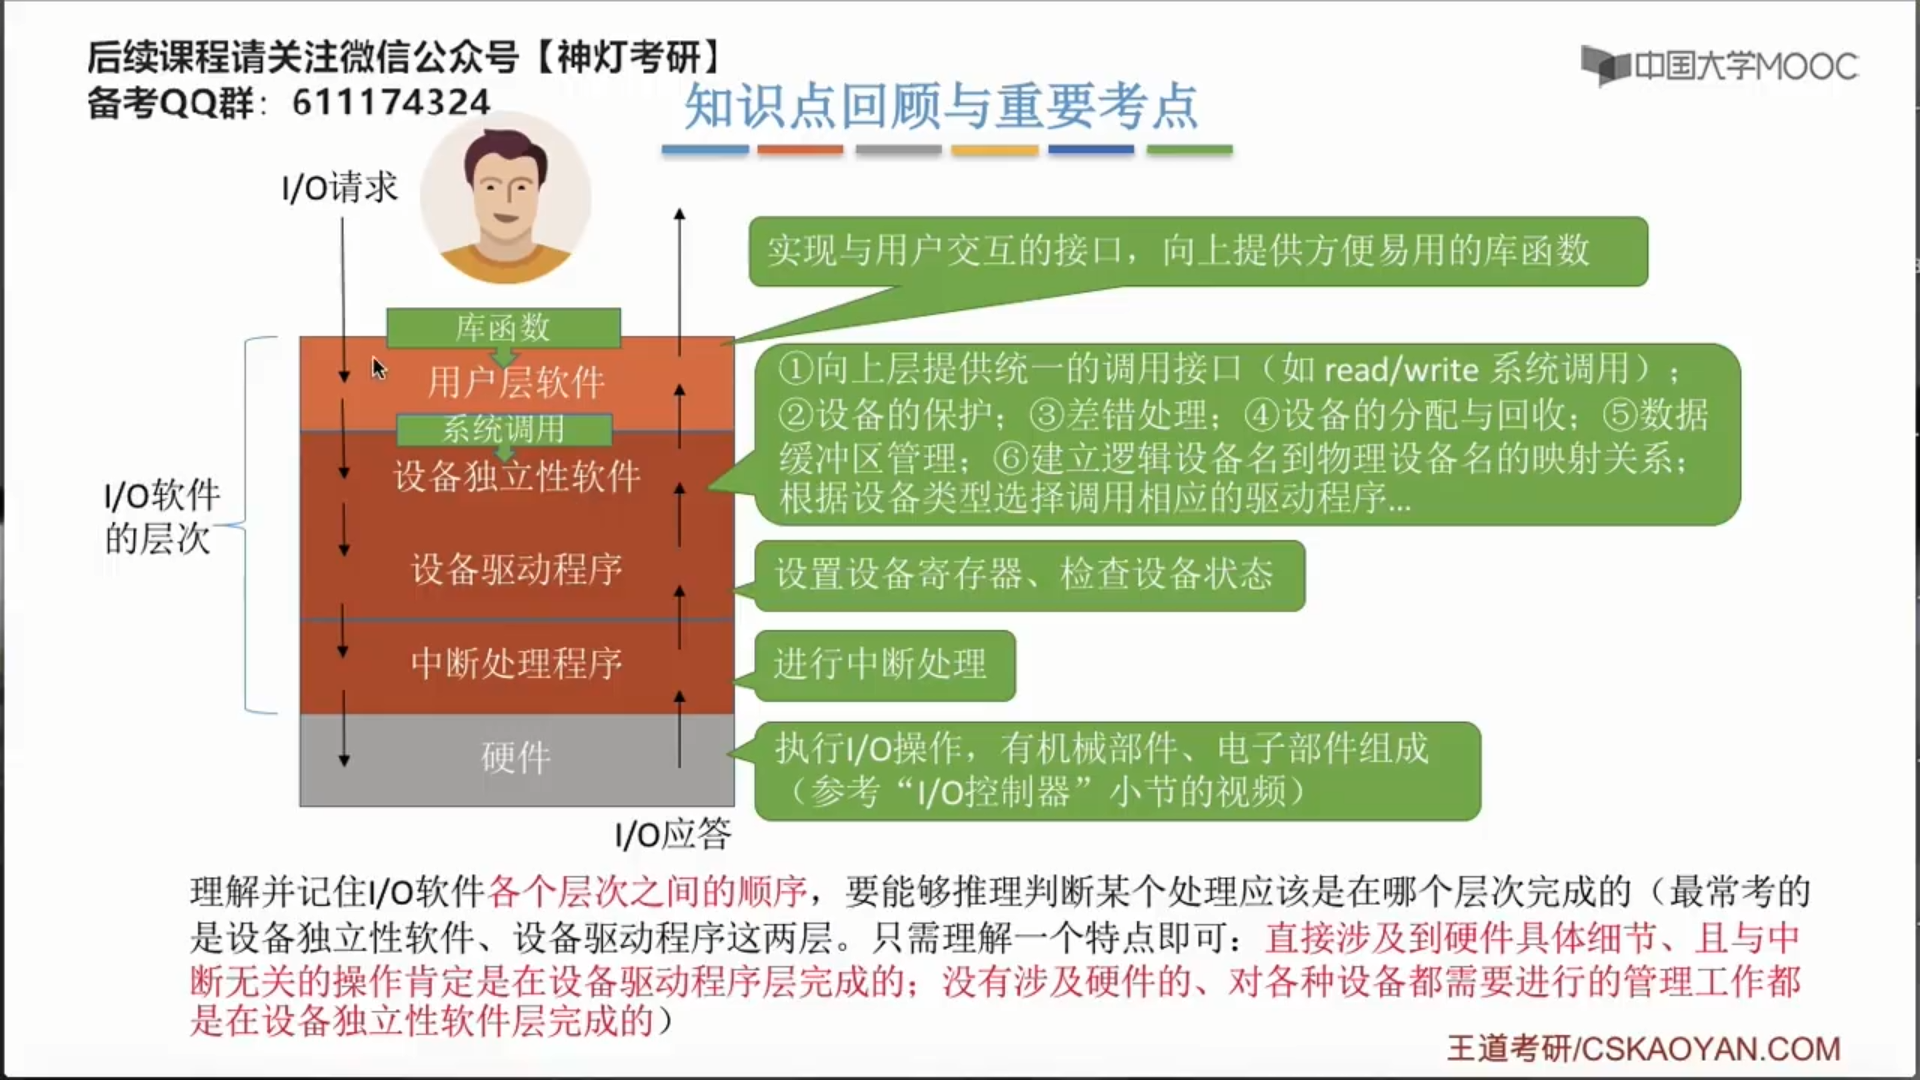 后续课程请关注微信公众号【神灯考研】
备考QQ群：611174324
中国大学MOOC
知识点回顾与重要考点
I/O请求
库函数
用户层软件
系统调用
设备独立性软件
设备驱动程序
中断处理程序
硬件
I/O软件
的层次
I/O应答
实现与用户交互的接口，向上提供方便易用的库函数
①向上层提供统一的调用接口（如 read/write 系统调用）；
②设备的保护；③差错处理；④设备的分配与回收；⑤数据
缓冲区管理；⑥建立逻辑设备名到物理设备名的映射关系；
根据设备类型选择调用相应的驱动程序...
设置设备寄存器、检查设备状态
进行中断处理
执行I/O操作，有机械部件、电子部件组成
（参考“I/O控制器”小节的视频）
理解并记住I/O软件各个层次之间的顺序，要能够推理判断某个处理应该是在哪个层次完成的（最常考的
是设备独立性软件、设备驱动程序这两层。只需理解一个特点即可：直接涉及到硬件具体细节、且与中
断无关的操作肯定是在设备驱动程序层完成的；没有涉及硬件的、对各种设备都需要进行的管理工作都
是在设备独立性软件层完成的）
王道考研/CSKAOYAN.COM